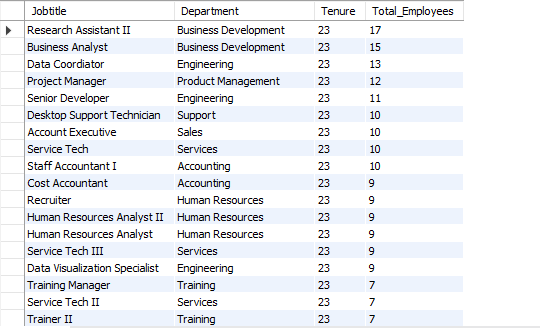 Jobtitle Department Tenure Total_Employees
Research Assistant II Business Development 23 17
Business Analyst Business Development 23 15
Data Coordiator Engineering 23 13
Project Manager Product Management 23 12
Senior Developer Engineering 23 11
Desktop Support Technician Support 23 10
Account Executive Sales 23 10
Service Tech Services 23 10
Staff Accountant I Accounting 23 10
Cost Accountant Accounting 23 9
Recruiter Human Resources 23 9
Human Resources Analyst II Human Resources 23 9
Human Resources Analyst Human Resources 23 9
Service Tech III Services 23 9
Data Visualization Specialist Engineering 23 9
Training Manager Training 23 7
Service Tech II Services 23 7
Trainer II Training 23 7